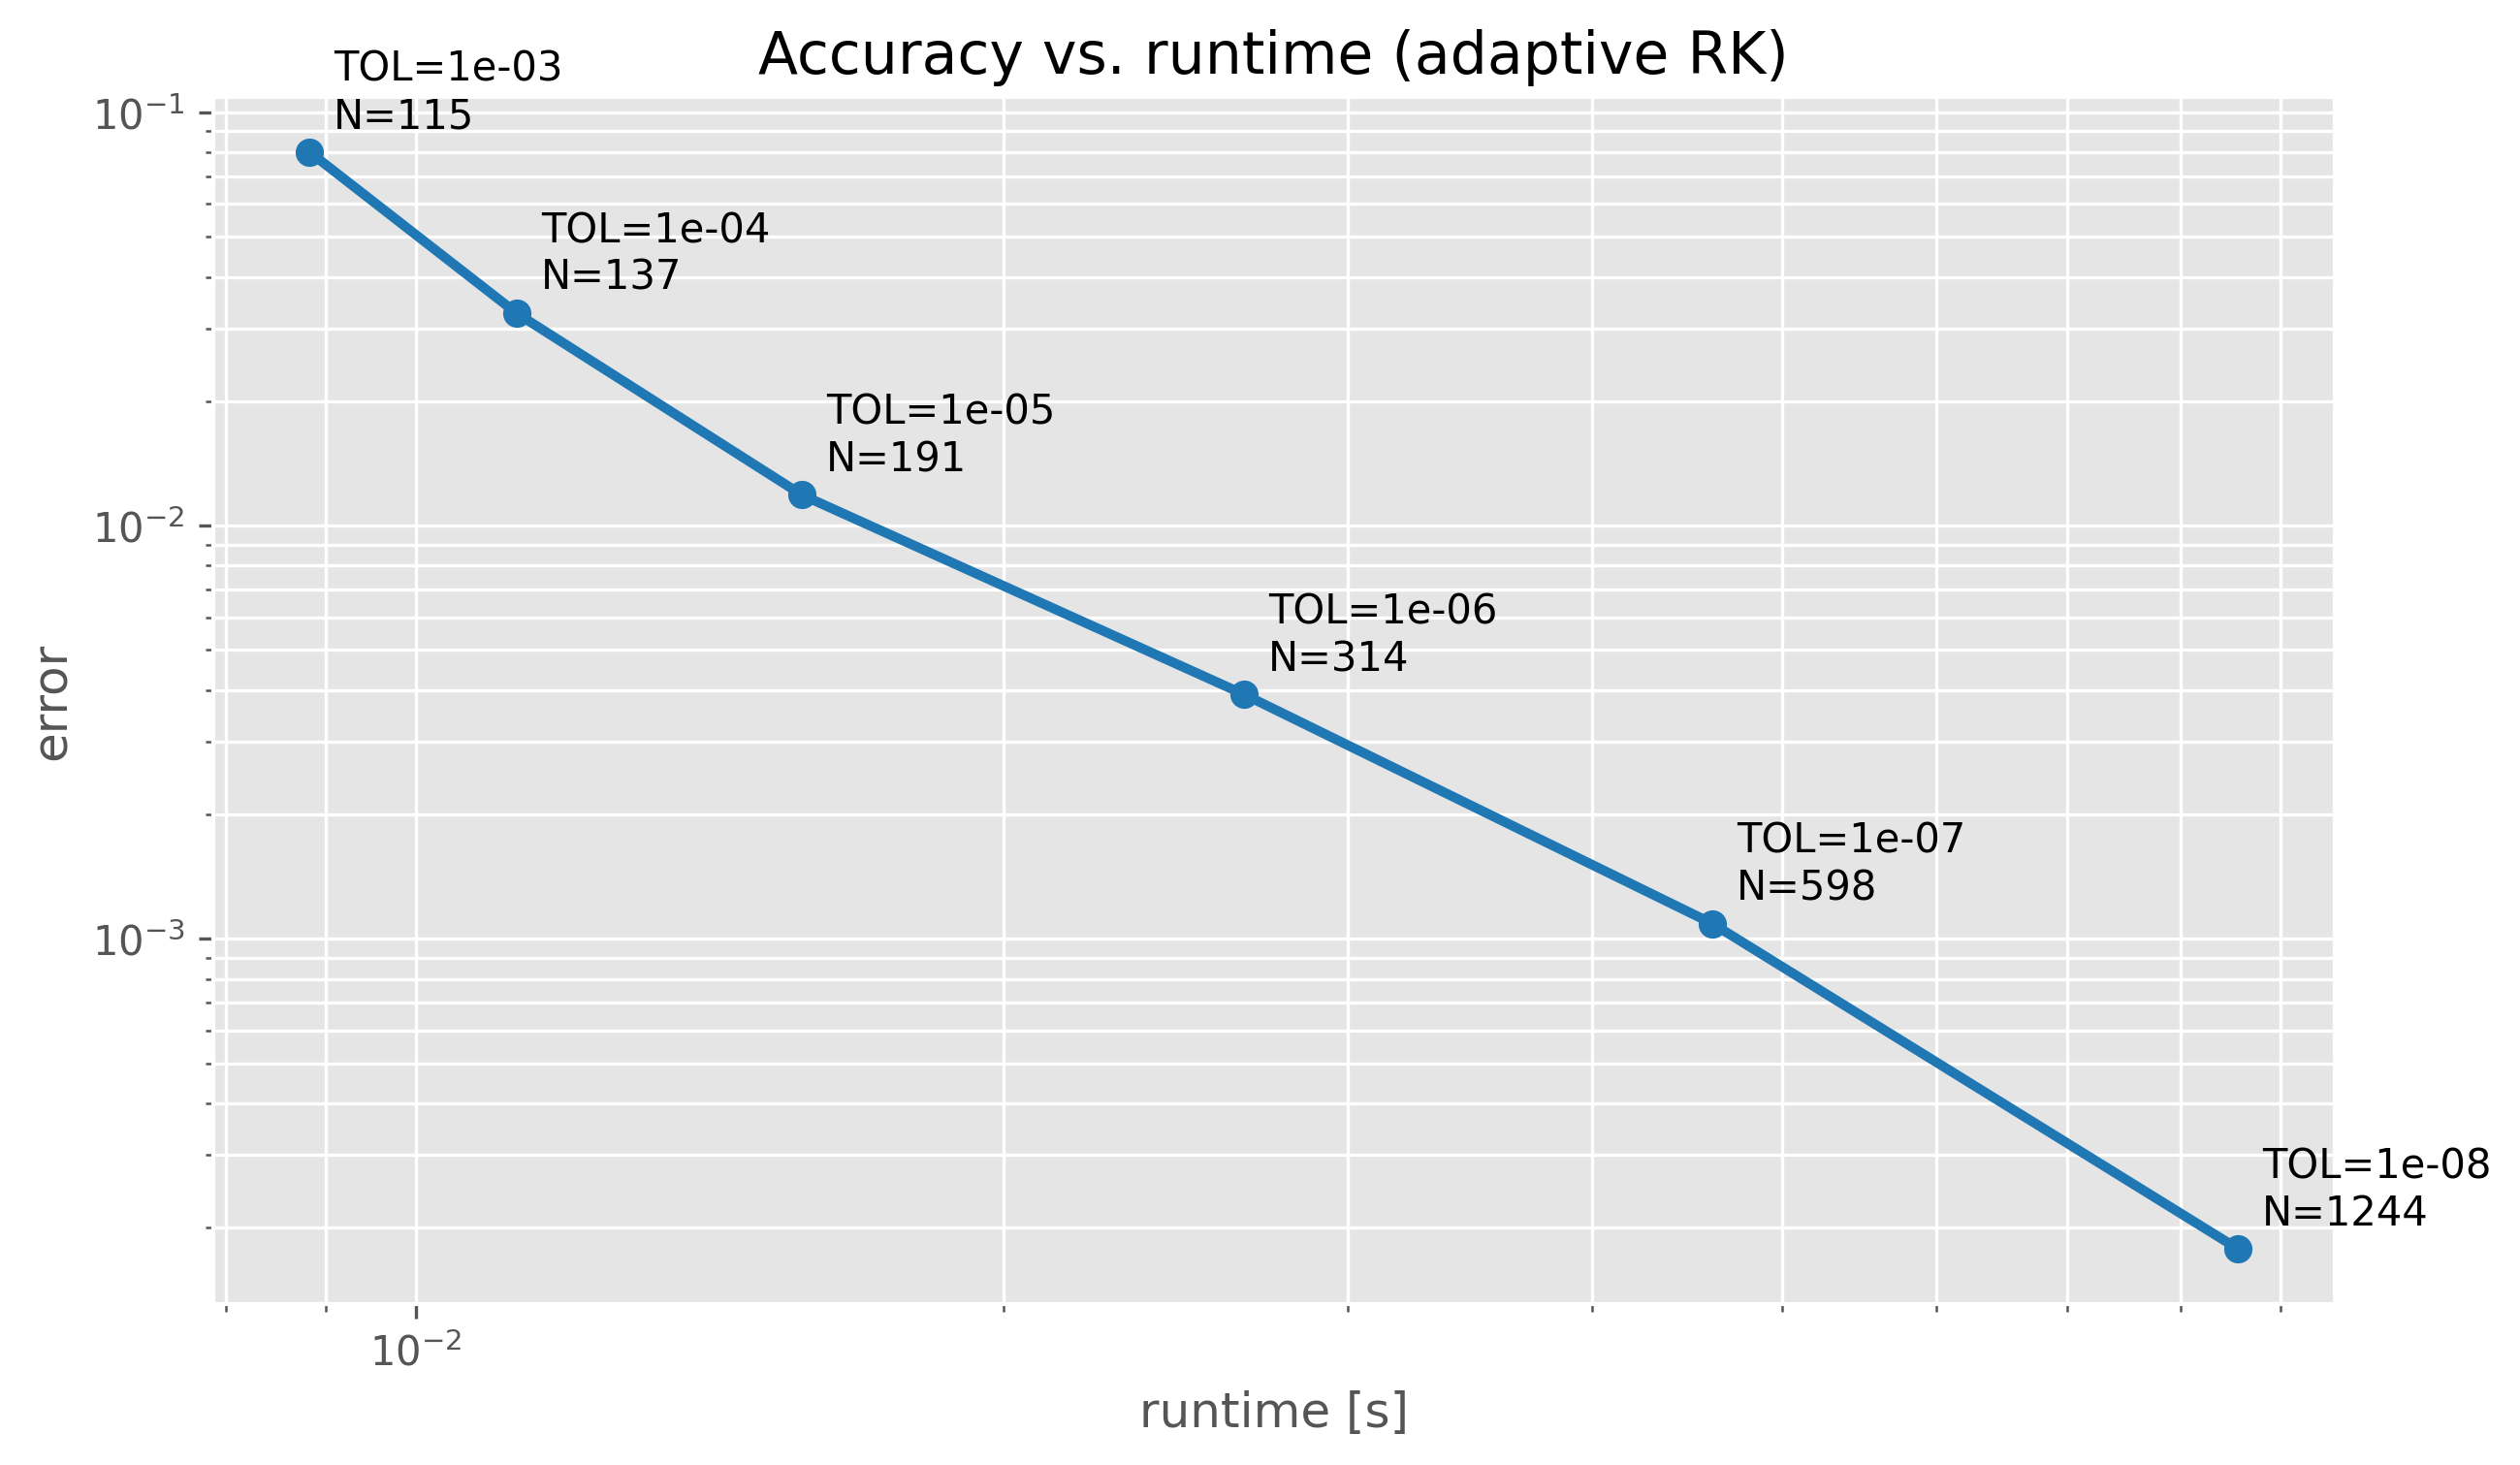 Accuracy vs. runtime (adaptive RK)
TOL=1e-03
N=115
10⁻¹
TOL=1e-04
N=137
TOL=1e-05
N=191
10⁻²
TOL=1e-06
N=314
error
TOL=1e-07
N=598
10⁻³
TOL=1e-08
N=1244
10⁻²
runtime [s]